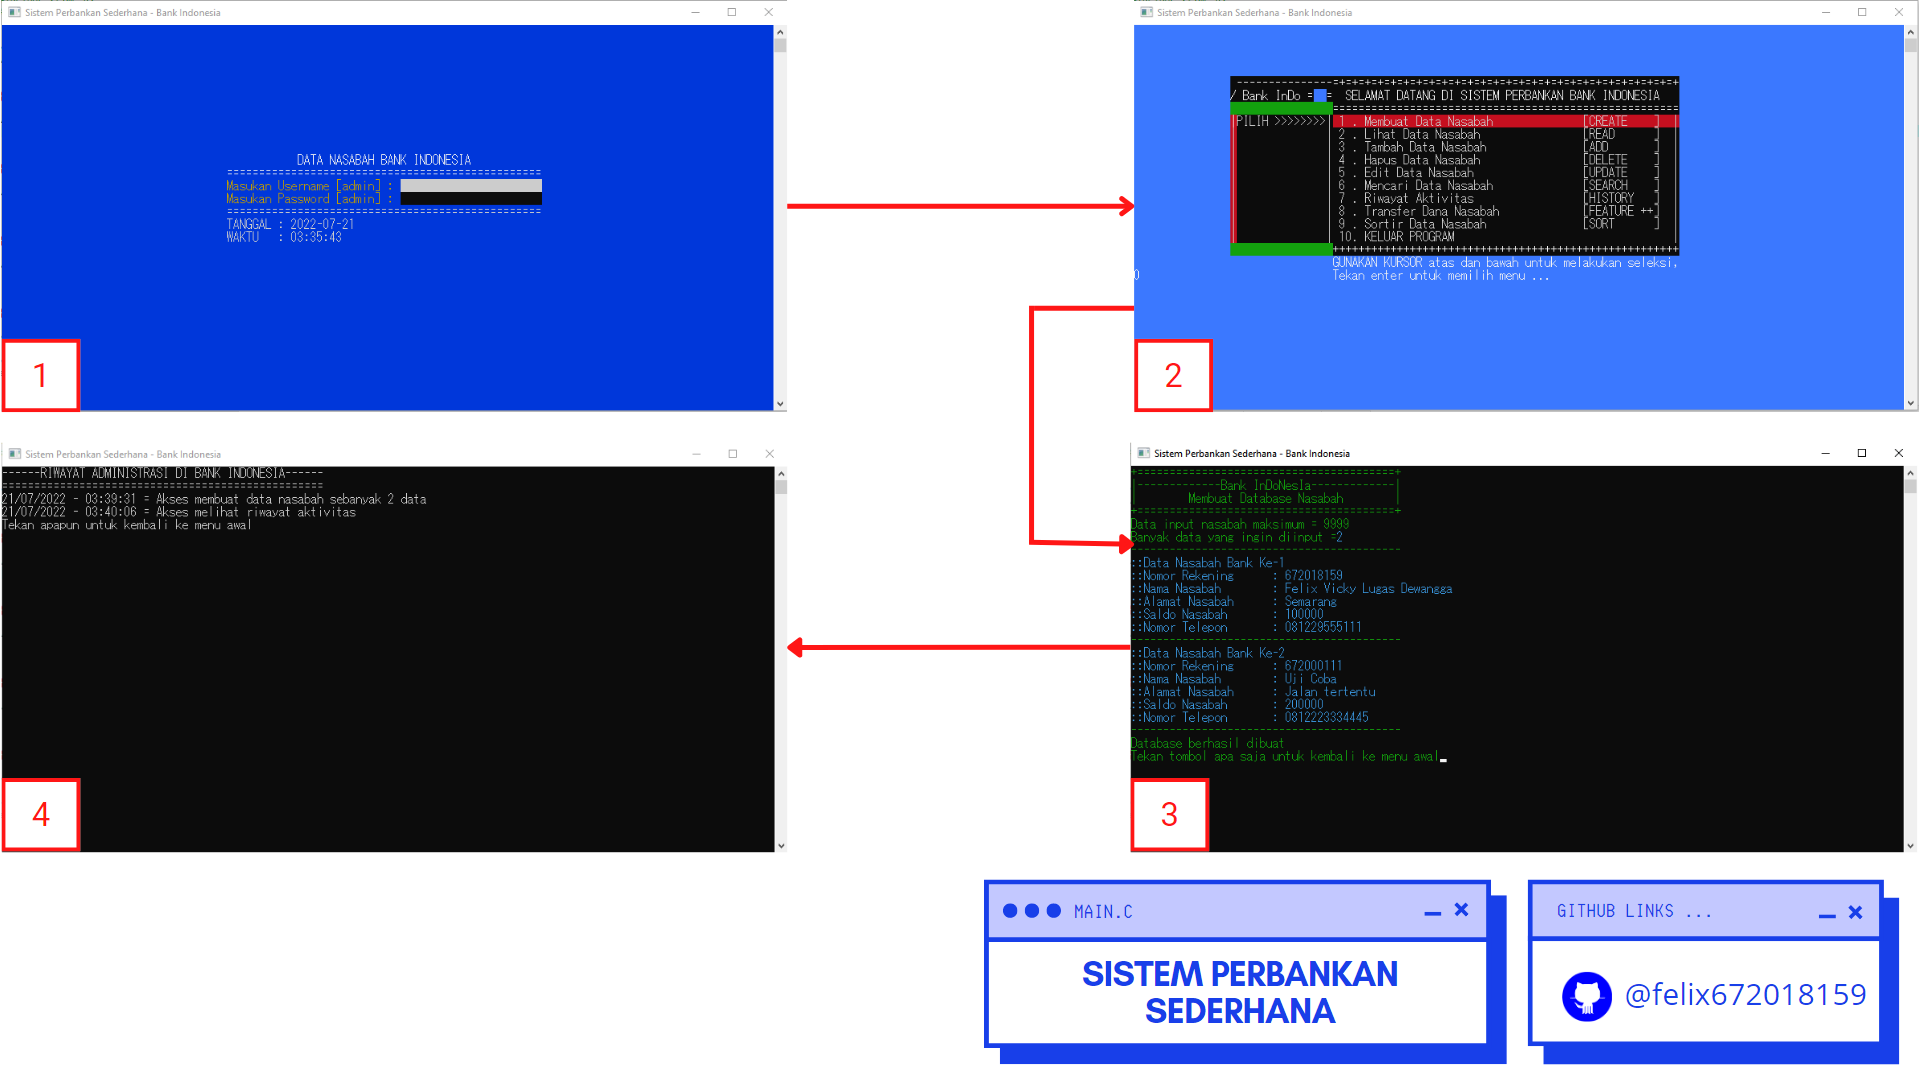 Sistem Perbankan Sederhana - Bank Indonesia
DATA NASABAH BANK INDONESIA
=================================================
Masukan Username [admin] :
Masukan Password [admin] :
=================================================
TANGGAL : 2022-07-21
WAKTU : 03:35:43
1
Sistem Perbankan Sederhana - Bank Indonesia
---------------=+=+=+=+=+=+=+=+=+=+=+=+=+=+=+=+=+=+=+=+=+=+=+=+=+=+=+
/ Bank InDo = = SELAMAT DATANG DI SISTEM PERBANKAN BANK INDONESIA
======================================================
PILIH >>>>>>>> 1 . Membuat Data Nasabah [CREATE ]
2 . Lihat Data Nasabah [READ ]
3 . Tambah Data Nasabah [ADD ]
4 . Hapus Data Nasabah [DELETE ]
5 . Edit Data Nasabah [UPDATE ]
6 . Mencari Data Nasabah [SEARCH ]
7 . Riwayat Aktivitas [HISTORY ]
8 . Transfer Dana Nasabah [FEATURE ++]
9 . Sortir Data Nasabah [SORT ]
10. KELUAR PROGRAM
++++++++++++++++++++++++++++++++++++++++++++++++++++++
GUNAKAN KURSOR atas dan bawah untuk melakukan seleksi,
0 Tekan enter untuk memilih menu ...
2
Sistem Perbankan Sederhana - Bank Indonesia
+========================================+
|-------------Bank InDoNesIa-------------|
| Membuat Database Nasabah |
+========================================+
Data input nasabah maksimum = 9999
Banyak data yang ingin diinput =2
------------------------------------------
::Data Nasabah Bank Ke-1
::Nomor Rekening : 672018159
::Nama Nasabah : Felix Vicky Lugas Dewangga
::Alamat Nasabah : Semarang
::Saldo Nasabah : 100000
::Nomor Telepon : 081229555111
------------------------------------------
::Data Nasabah Bank Ke-2
::Nomor Rekening : 672000111
::Nama Nasabah : Uji Coba
::Alamat Nasabah : Jalan tertentu
::Saldo Nasabah : 200000
::Nomor Telepon : 0812223334445
------------------------------------------
Database berhasil dibuat
Tekan tombol apa saja untuk kembali ke menu awal
3
Sistem Perbankan Sederhana - Bank Indonesia
------RIWAYAT ADMINISTRASI DI BANK INDONESIA------
==================================================
21/07/2022 - 03:39:31 = Akses membuat data nasabah sebanyak 2 data
21/07/2022 - 03:40:06 = Akses melihat riwayat aktivitas
Tekan apapun untuk kembali ke menu awal
4
MAIN.C
SISTEM PERBANKAN
SEDERHANA
GITHUB LINKS ...
@felix672018159